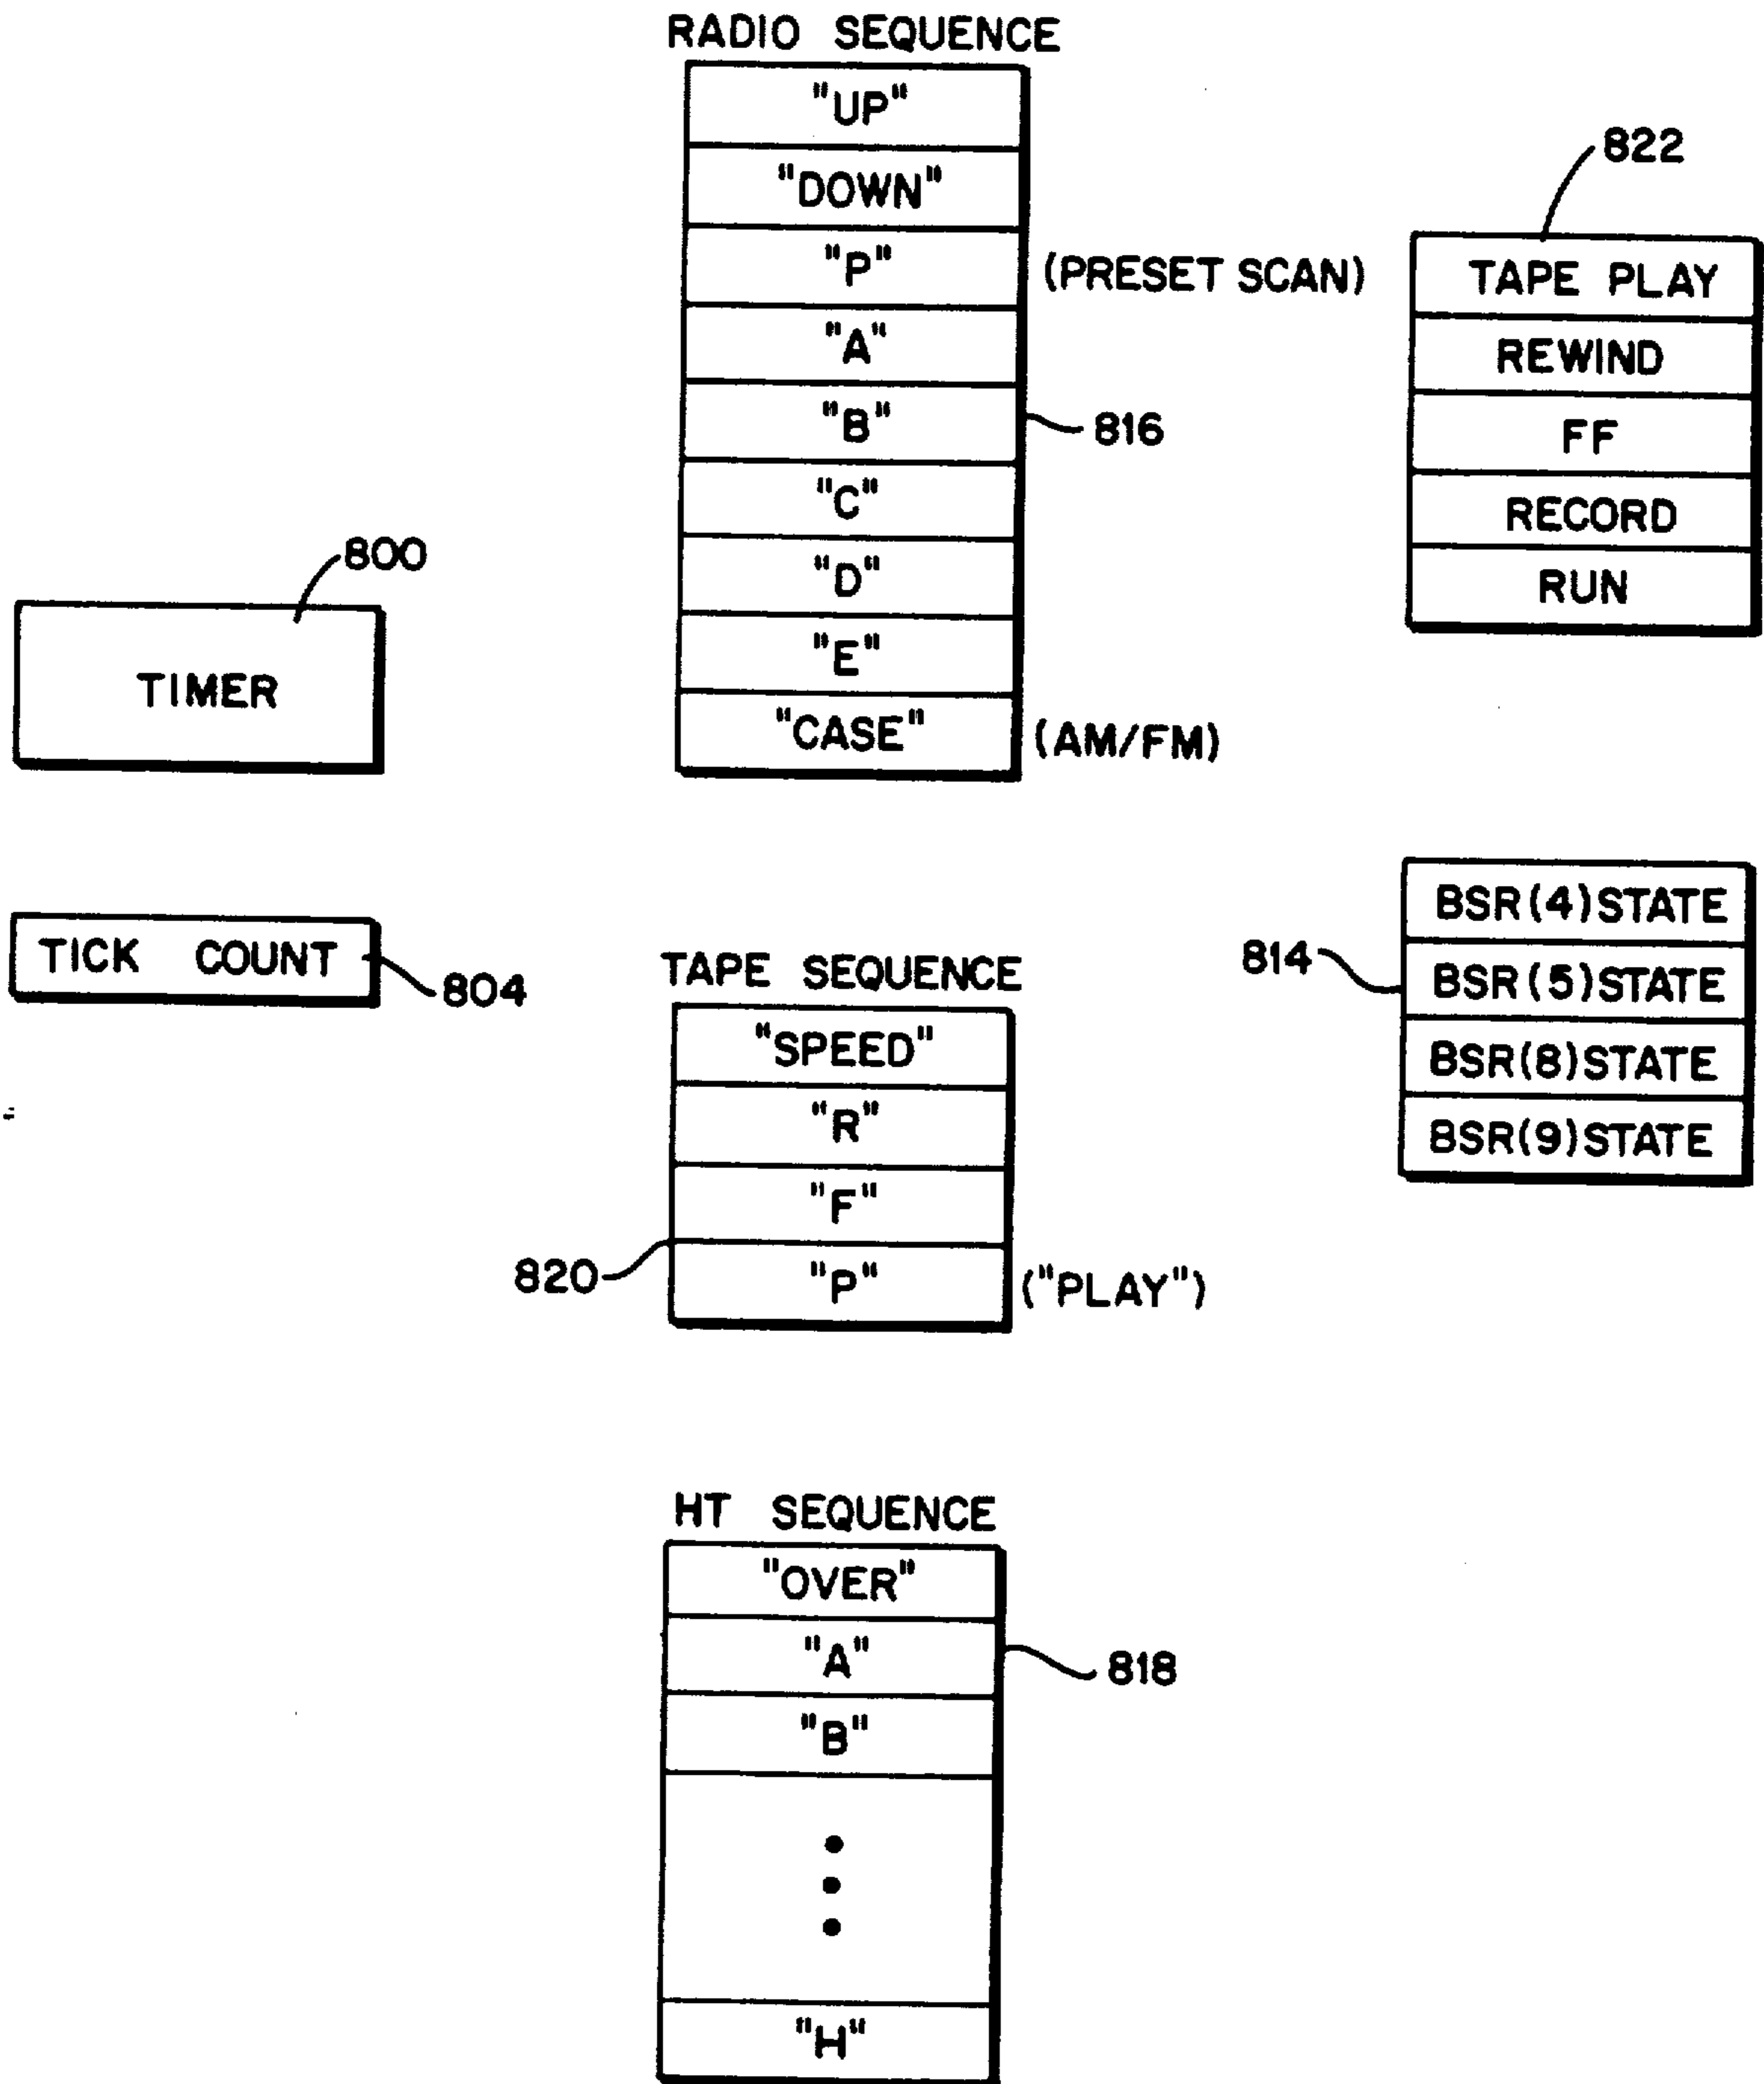 RADIO SEQUENCE
"UP"
"DOWN"
"P" (PRESET SCAN)
"A"
"B"
816
"C"
"D"
"E"
"CASE" (AM/FM)
822
TAPE PLAY
REWIND
FF
RECORD
RUN
800
TIMER
TICK COUNT
804
TAPE SEQUENCE
"SPEED"
"R"
"F"
820
"P" ("PLAY")
814
BSR(4)STATE
BSR(5)STATE
BSR(8)STATE
BSR(9)STATE
HT SEQUENCE
"OVER"
"A"
818
"B"
"H"